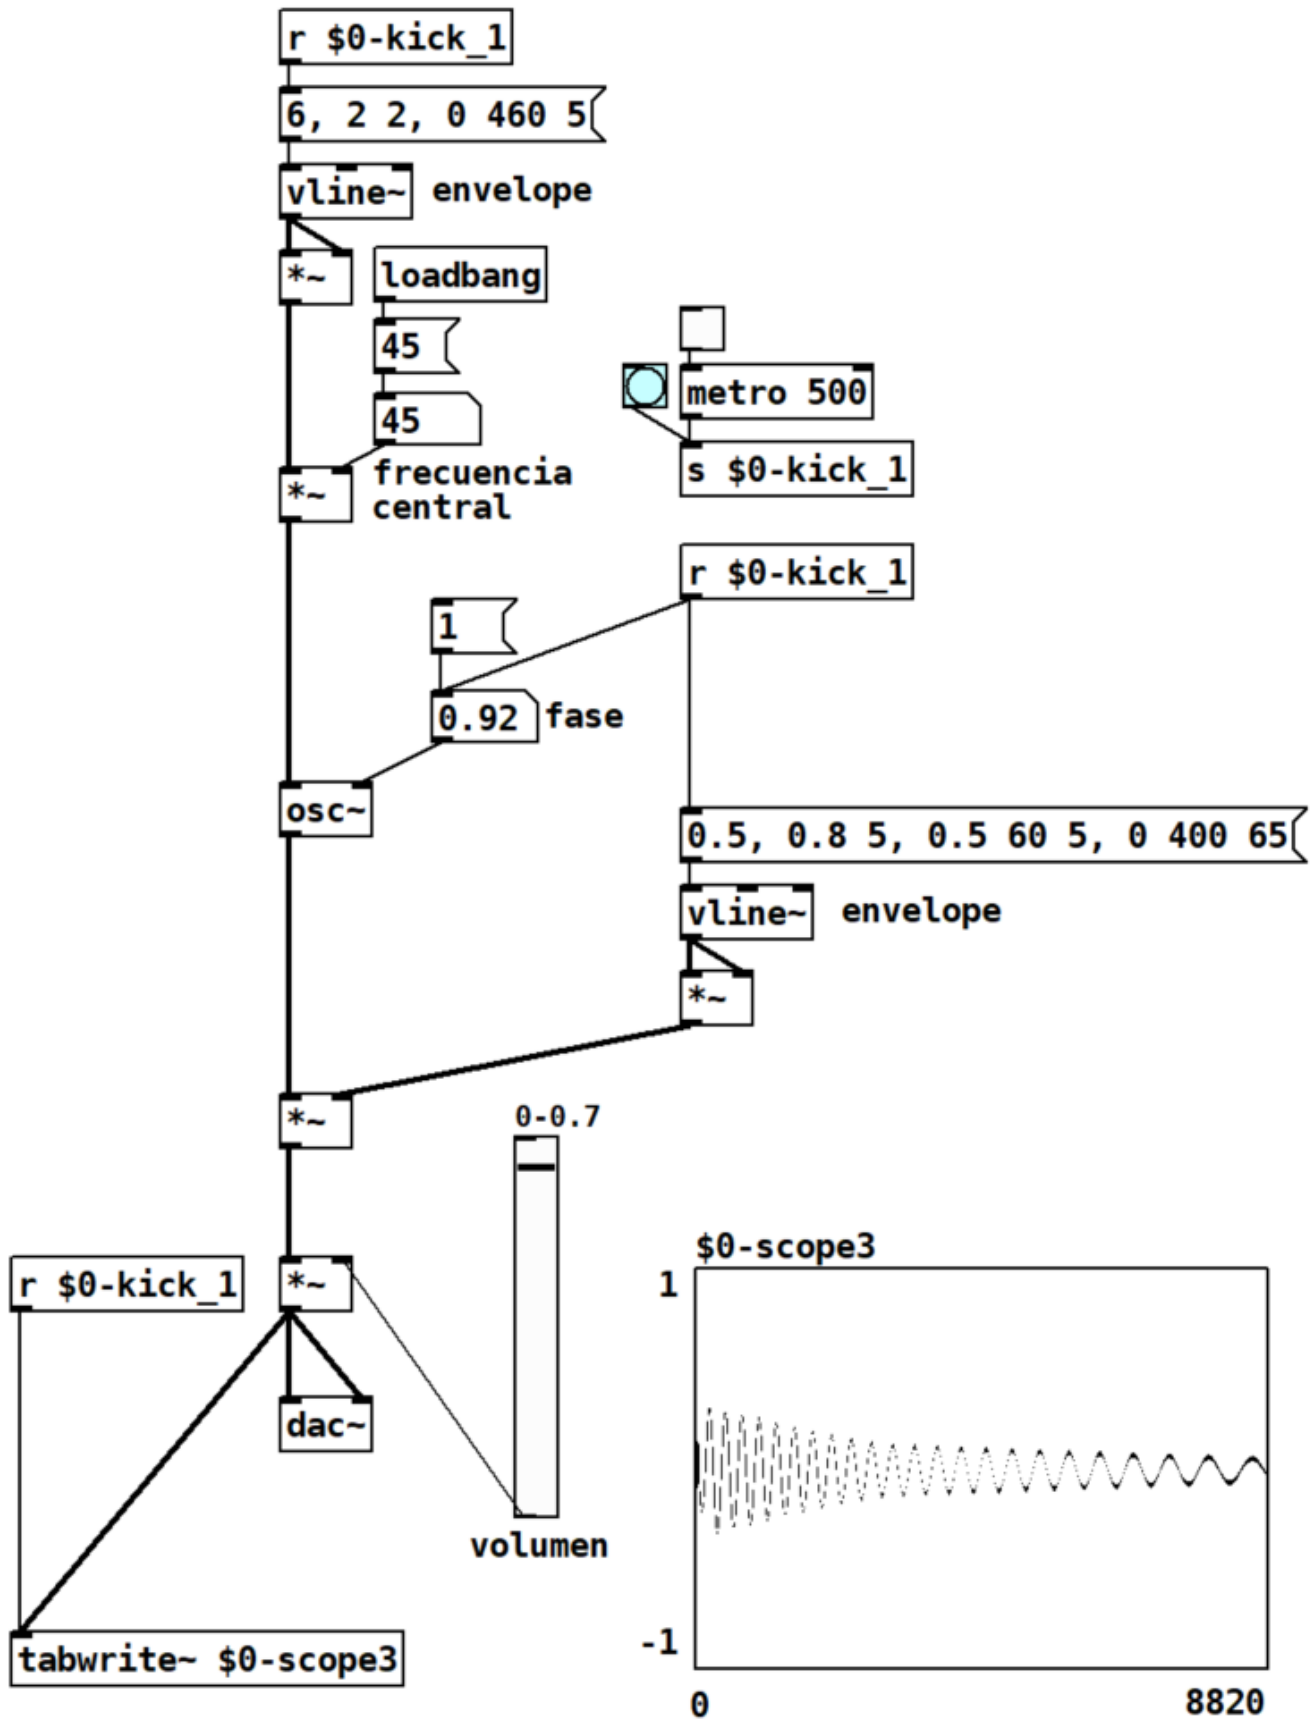 r $0-kick_1
6, 2 2, 0 460 5
vline~
envelope
*~
loadbang
45
45
*~
frecuencia
central
metro 500
s $0-kick_1
r $0-kick_1
1
0.92
fase
osc~
0.5, 0.8 5, 0.5 60 5, 0 400 65
vline~
envelope
*~
*~
0-0.7
r $0-kick_1
*~
dac~
volumen
tabwrite~ $0-scope3
$0-scope3
1
-1
0
8820